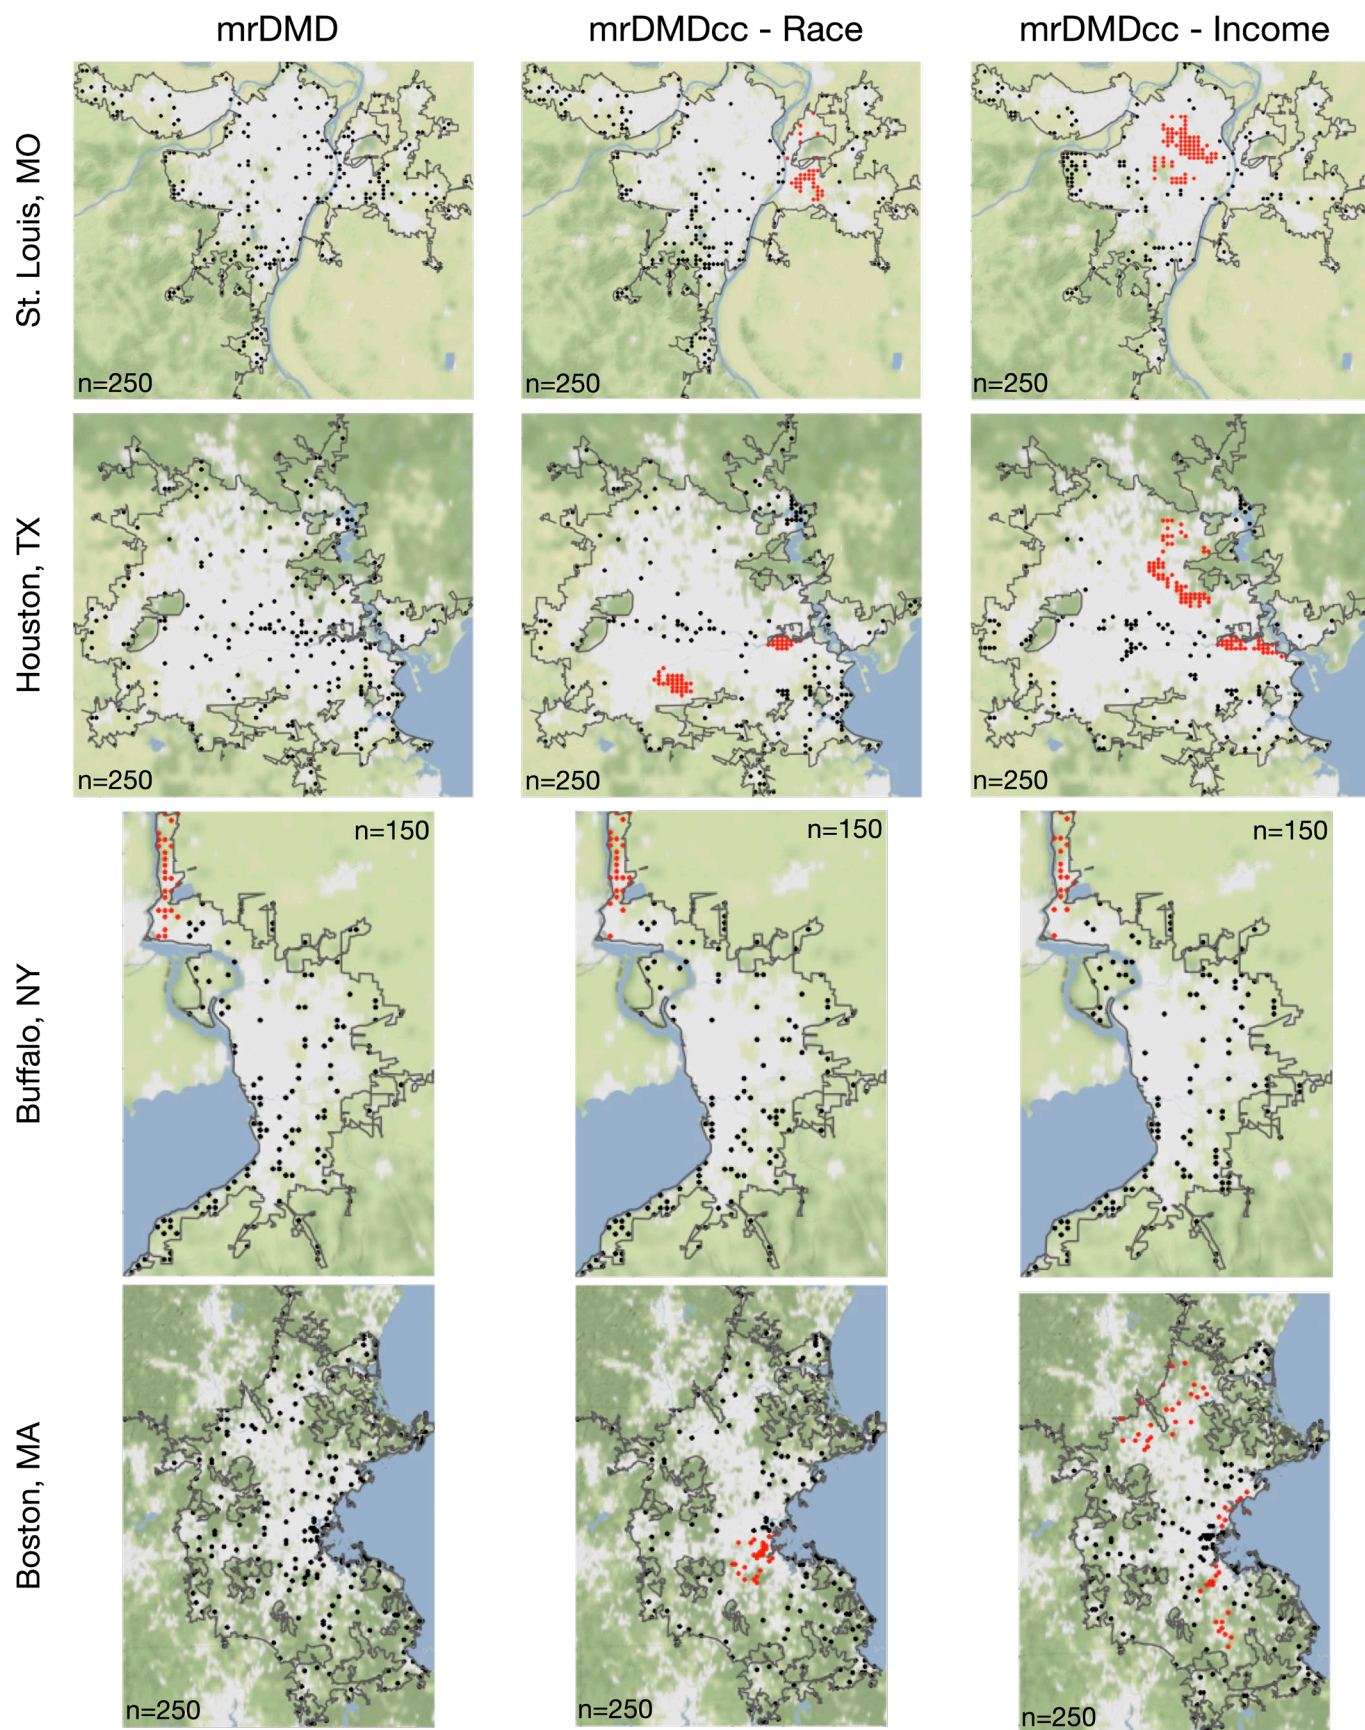 mrDMD
mrDMDcc - Race
mrDMDcc - Income
St. Louis, MO
n=250
n=250
n=250
Houston, TX
n=250
n=250
n=250
Buffalo, NY
n=150
n=150
n=150
Boston, MA
n=250
n=250
n=250